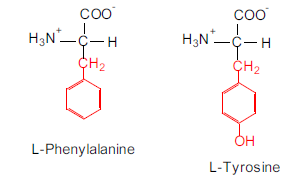 COO⁻
H₃N⁺ C H
CH₂
L-Phenylalanine
COO⁻
H₃N⁺ C H
CH₂
OH
L-Tyrosine